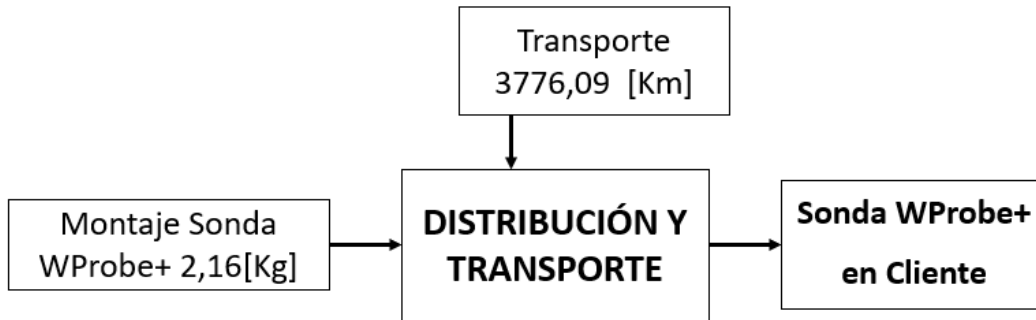 Transporte
3776,09 [Km]
Montaje Sonda
WProbe+ 2,16[Kg]
DISTRIBUCIÓN Y
TRANSPORTE
Sonda WProbe+
en Cliente